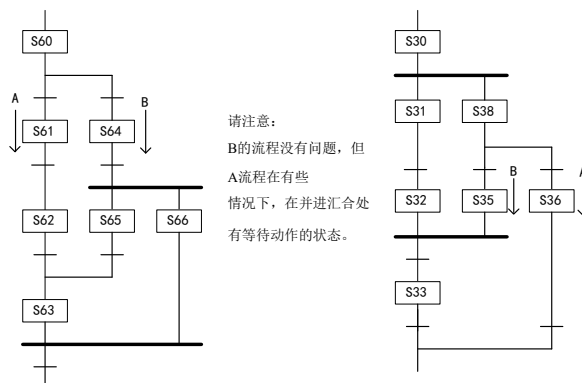 S60
A
B
S61
S64
S62
S65
S66
S63
请注意:
B的流程没有问题，但
A流程在有些
情况下，在并进汇合处
有等待动作的状态。
S30
S31
S38
B
A
S32
S35
S36
S33